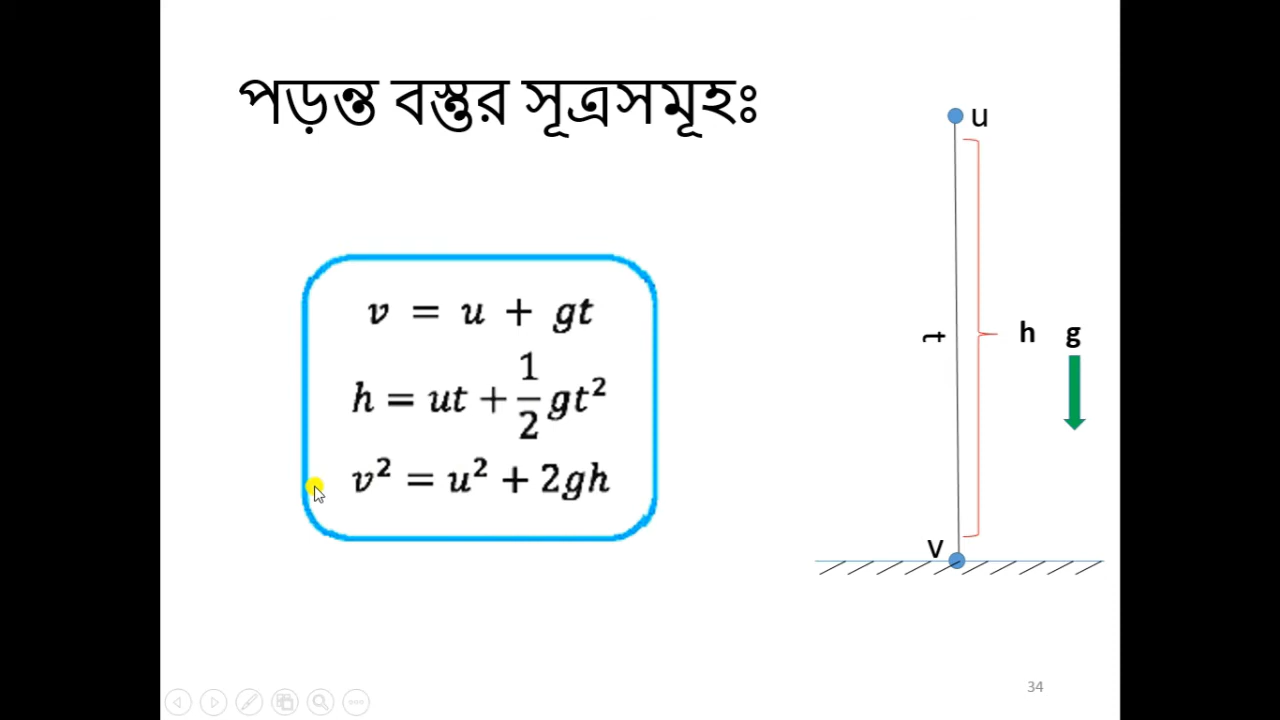 পড়ন্ত বস্তুর সূত্রসমূহঃ
u
v = u + gt
h = ut + 1/2 gt²
v² = u² + 2gh
t
h g
v
34